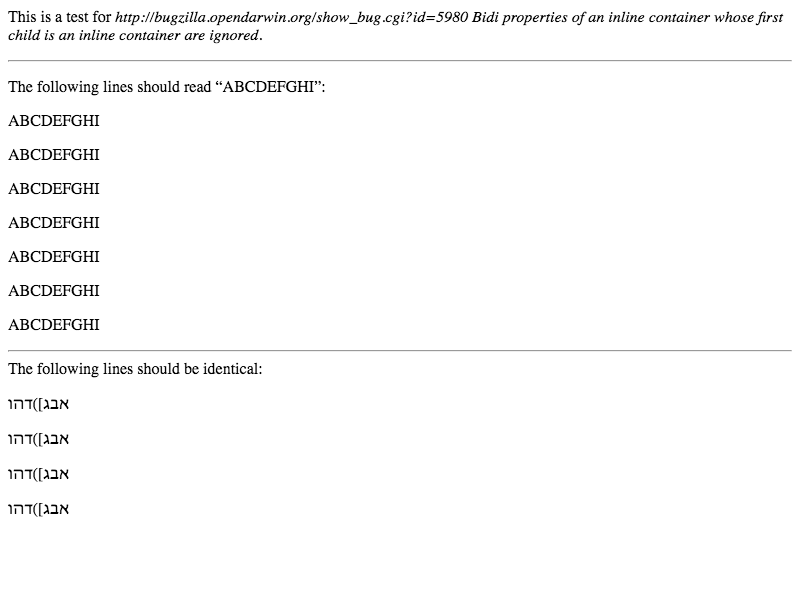 This is a test for http://bugzilla.opendarwin.org/show_bug.cgi?id=5980 Bidi properties of an inline container whose first
child is an inline container are ignored.
The following lines should read “ABCDEFGHI”:
ABCDEFGHI
ABCDEFGHI
ABCDEFGHI
ABCDEFGHI
ABCDEFGHI
ABCDEFGHI
ABCDEFGHI
The following lines should be identical:
אבג])דהו
אבג])דהו
אבג])דהו
אבג])דהו